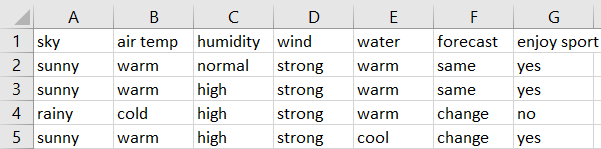 A B C D E F G
1 sky air temp humidity wind water forecast enjoy sport
2 sunny warm normal strong warm same yes
3 sunny warm high strong warm same yes
4 rainy cold high strong warm change no
5 sunny warm high strong cool change yes